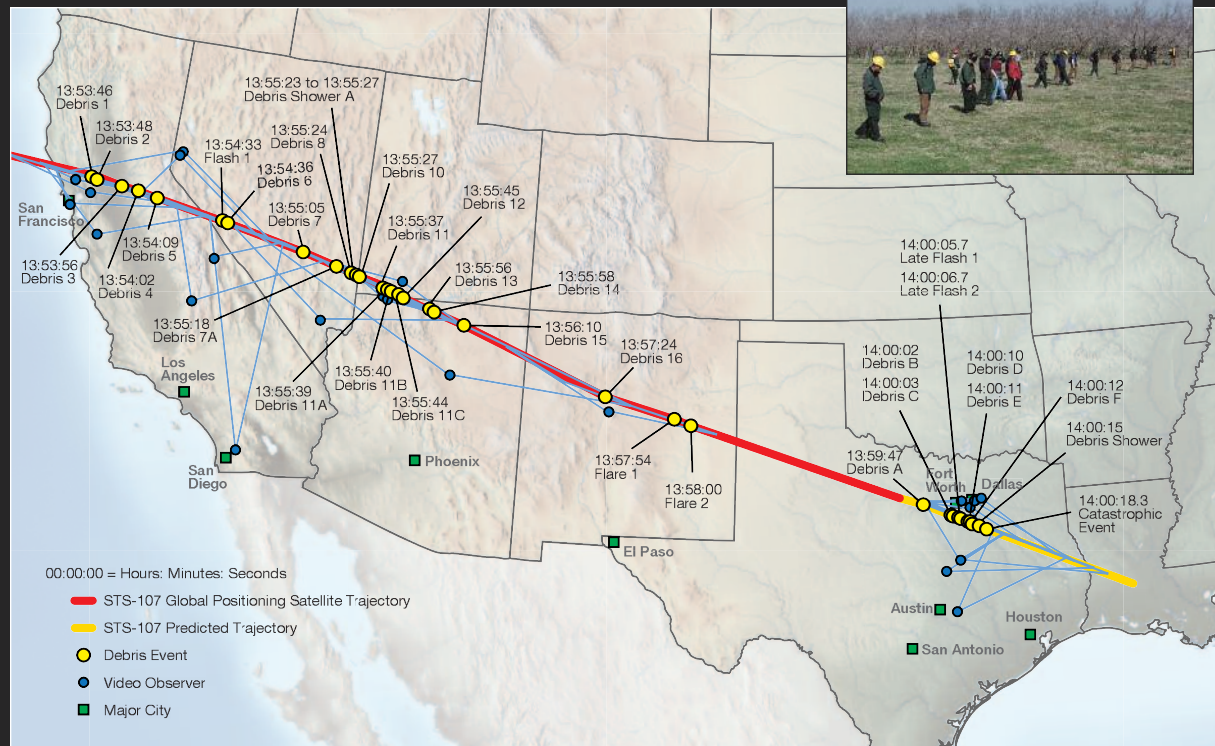 13:53:46
Debris 1
13:53:48
Debris 2
13:54:33
Flash 1
13:55:23 to 13:55:27
Debris Shower A
13:55:24
Debris 8
13:54:36
Debris 6
13:55:27
Debris 10
13:55:05
Debris 7
13:55:37
Debris 11
13:55:45
Debris 12
San
Francisco
13:53:56
Debris 3
13:54:02
Debris 4
13:54:09
Debris 5
13:55:56
Debris 13
13:55:58
Debris 14
13:55:18
Debris 7A
13:56:10
Debris 15
13:57:24
Debris 16
Los
Angeles
13:55:39
Debris 11A
13:55:40
Debris 11B
13:55:44
Debris 11C
14:00:05.7
Late Flash 1
14:00:06.7
Late Flash 2
14:00:02
Debris B
14:00:03
Debris C
14:00:10
Debris D
14:00:11
Debris E
14:00:12
Debris F
14:00:15
Debris Shower
San
Diego
Phoenix
13:57:54
Flare 1
13:58:00
Flare 2
13:59:47
Debris A
Fort
Worth
Dallas
14:00:18.3
Catastrophic
Event
El Paso
Austin
Houston
San Antonio
00:00:00 = Hours: Minutes: Seconds
STS-107 Global Positioning Satellite Trajectory
STS-107 Predicted Trajectory
Debris Event
Video Observer
Major City